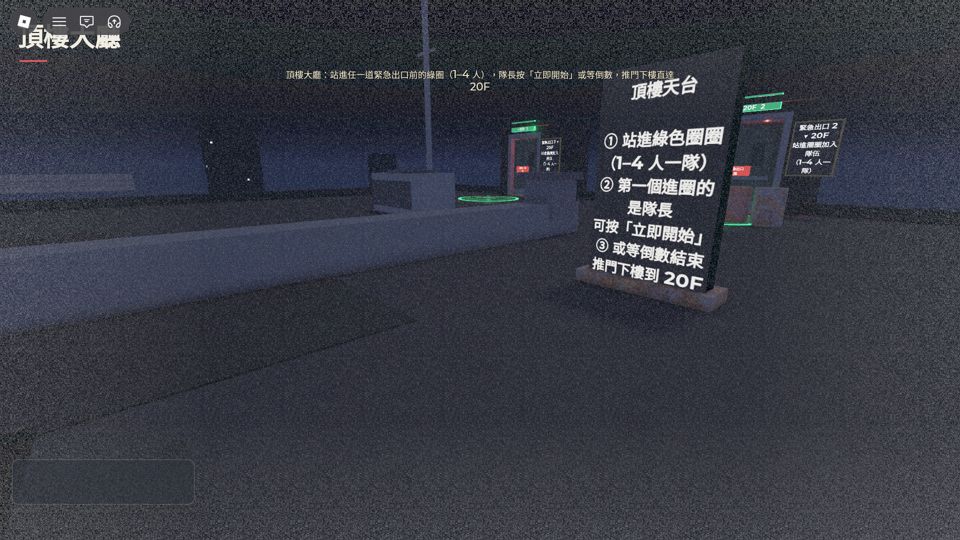 頂樓大廳
頂樓大廳：站進任一道緊急出口前的綠圈（1–4 人），隊長按「立即開始」或等倒數，推門下樓直達
20F
頂樓天台
① 站進綠色圈圈
（1–4 人一隊）
② 第一個進圈的
是隊長
可按「立即開始」
③ 或等倒數結束
推門下樓到 20F
20F 2
緊急出口 2
▼ 20F
站進圈圈加入
隊伍
（1–4 人一
隊）